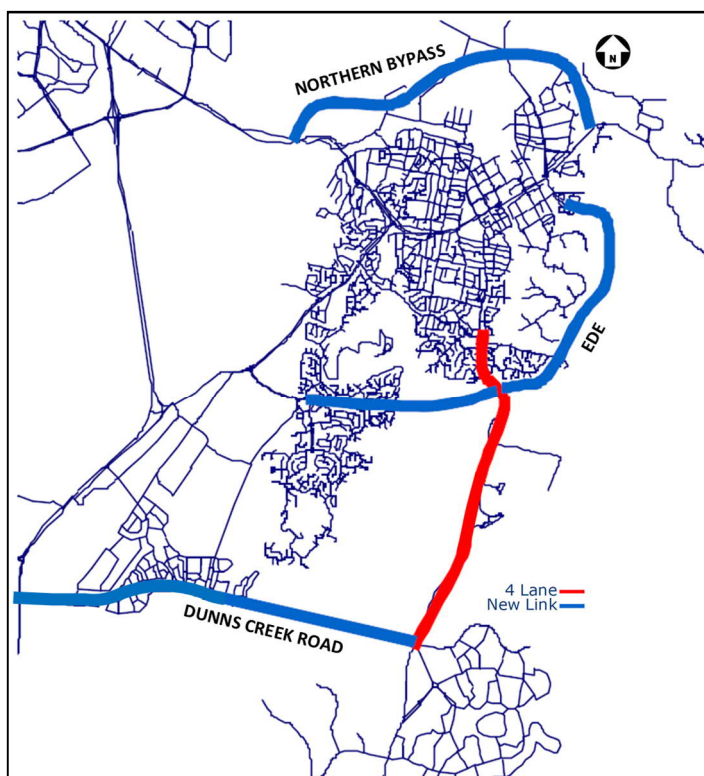 NORTHERN BYPASS
N
EDE
4 Lane
New Link
DUNNS CREEK ROAD